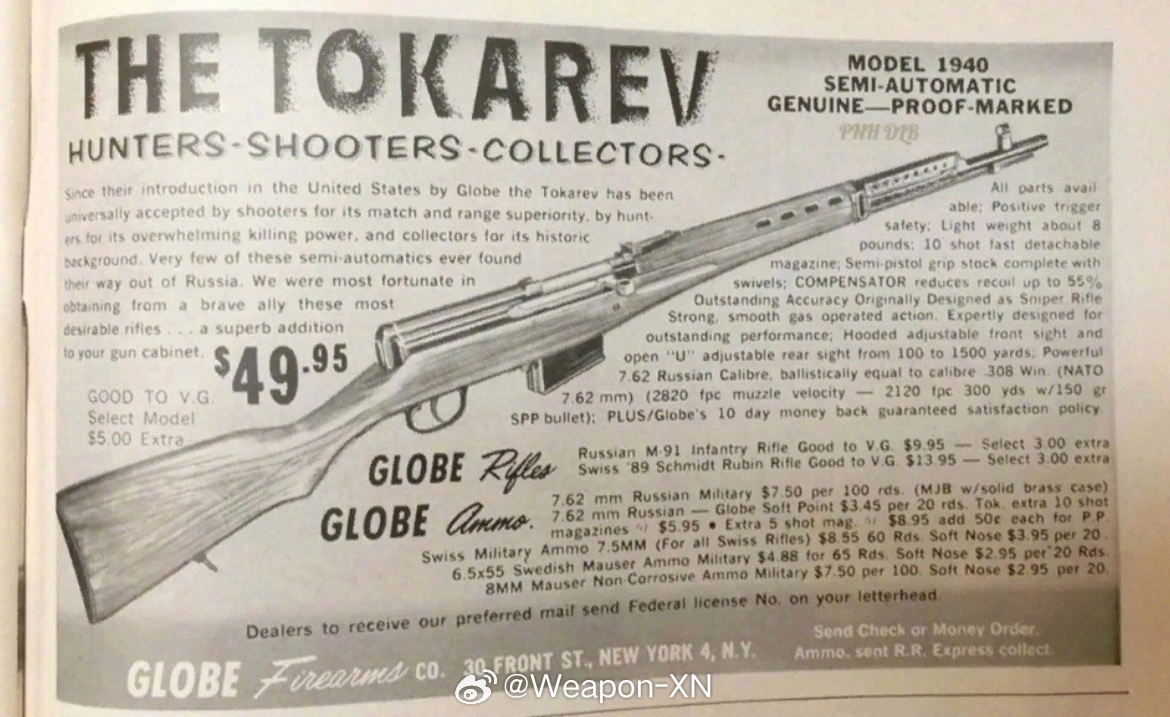 THE TOKAREV
HUNTERS-SHOOTERS-COLLECTORS-
MODEL 1940
SEMI-AUTOMATIC
GENUINE—PROOF-MARKED
PHH DLB
Since their introduction in the United States by Globe the Tokarev has been
universally accepted by shooters for its match and range superiority, by hunt-
ers for its overwhelming killing power, and collectors for its historic
background. Very few of these semi-automatics ever found
their way out of Russia. We were most fortunate in
obtaining from a brave ally these most
desirable rifles . . . a superb addition
to your gun cabinet.
$49.95
GOOD TO V.G.
Select Model
$5.00 Extra
All parts avail-
able; Positive trigger
safety; Light weight about 8
pounds; 10 shot fast detachable
magazine; Semi-pistol grip stock complete with
swivels; COMPENSATOR reduces recoil up to 55%
Outstanding Accuracy Originally Designed as Sniper Rifle
Strong, smooth gas operated action. Expertly designed for
outstanding performance; Hooded adjustable front sight and
open "U" adjustable rear sight from 100 to 1500 yards; Powerful
7.62 Russian Calibre, ballistically equal to calibre .308 Win. (NATO
7.62 mm) (2820 fpc muzzle velocity — 2120 fpc 300 yds w/150 gr
SPP bullet); PLUS/Globe's 10 day money back guaranteed satisfaction policy.
GLOBE Rifles
Russian M-91 Infantry Rifle Good to V.G. $9.95 — Select 3.00 extra
Swiss '89 Schmidt Rubin Rifle Good to V.G. $13.95 — Select 3.00 extra
GLOBE Ammo.
7.62 mm Russian Military $7.50 per 100 rds. (MJB w/solid brass case)
7.62 mm Russian — Globe Soft Point $3.45 per 20 rds. Tok. extra 10 shot
magazines $5.95 • Extra 5 shot mag. $8.95 add 50c each for P.P.
Swiss Military Ammo 7.5MM (For all Swiss Rifles) $8.55 60 Rds. Soft Nose $3.95 per 20.
6.5x55 Swedish Mauser Ammo Military $4.88 for 65 Rds. Soft Nose $2.95 per 20 Rds.
8MM Mauser Non-Corrosive Ammo Military $7.50 per 100. Soft Nose $2.95 per 20.
Dealers to receive our preferred mail send Federal license No. on your letterhead.
GLOBE Firearms CO. 30 FRONT ST., NEW YORK 4, N.Y.
Send Check or Money Order.
Ammo. sent R.R. Express collect.
@Weapon-XN